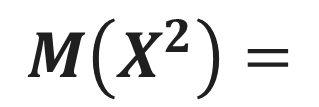 M(X²) =